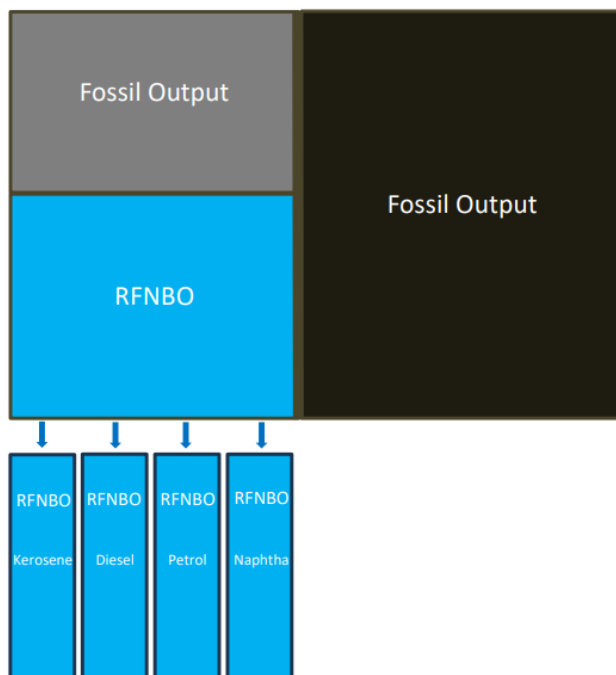 Fossil Output
Fossil Output
RFNBO
RFNBO
Kerosene
RFNBO
Diesel
RFNBO
Petrol
RFNBO
Naphtha